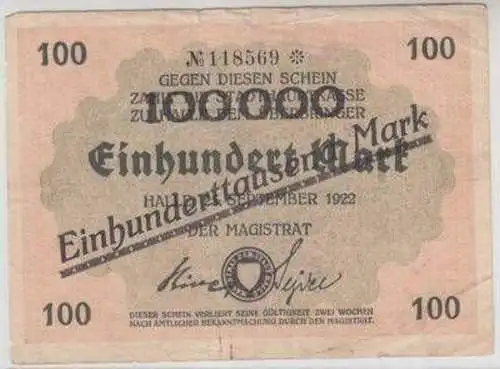 100
№ 118569 ※
100
GEGEN DIESEN SCHEIN
100000
Einhundert Mark
Einhunderttausend Mark
SEPTEMBER 1922
DER MAGISTRAT
100
100
DIESER SCHEIN VERLIERT SEINE GÜLTIGKEIT ZWEI WOCHEN
NACH AMTLICHER BEKANNTMACHUNG DURCH DEN MAGISTRAT.